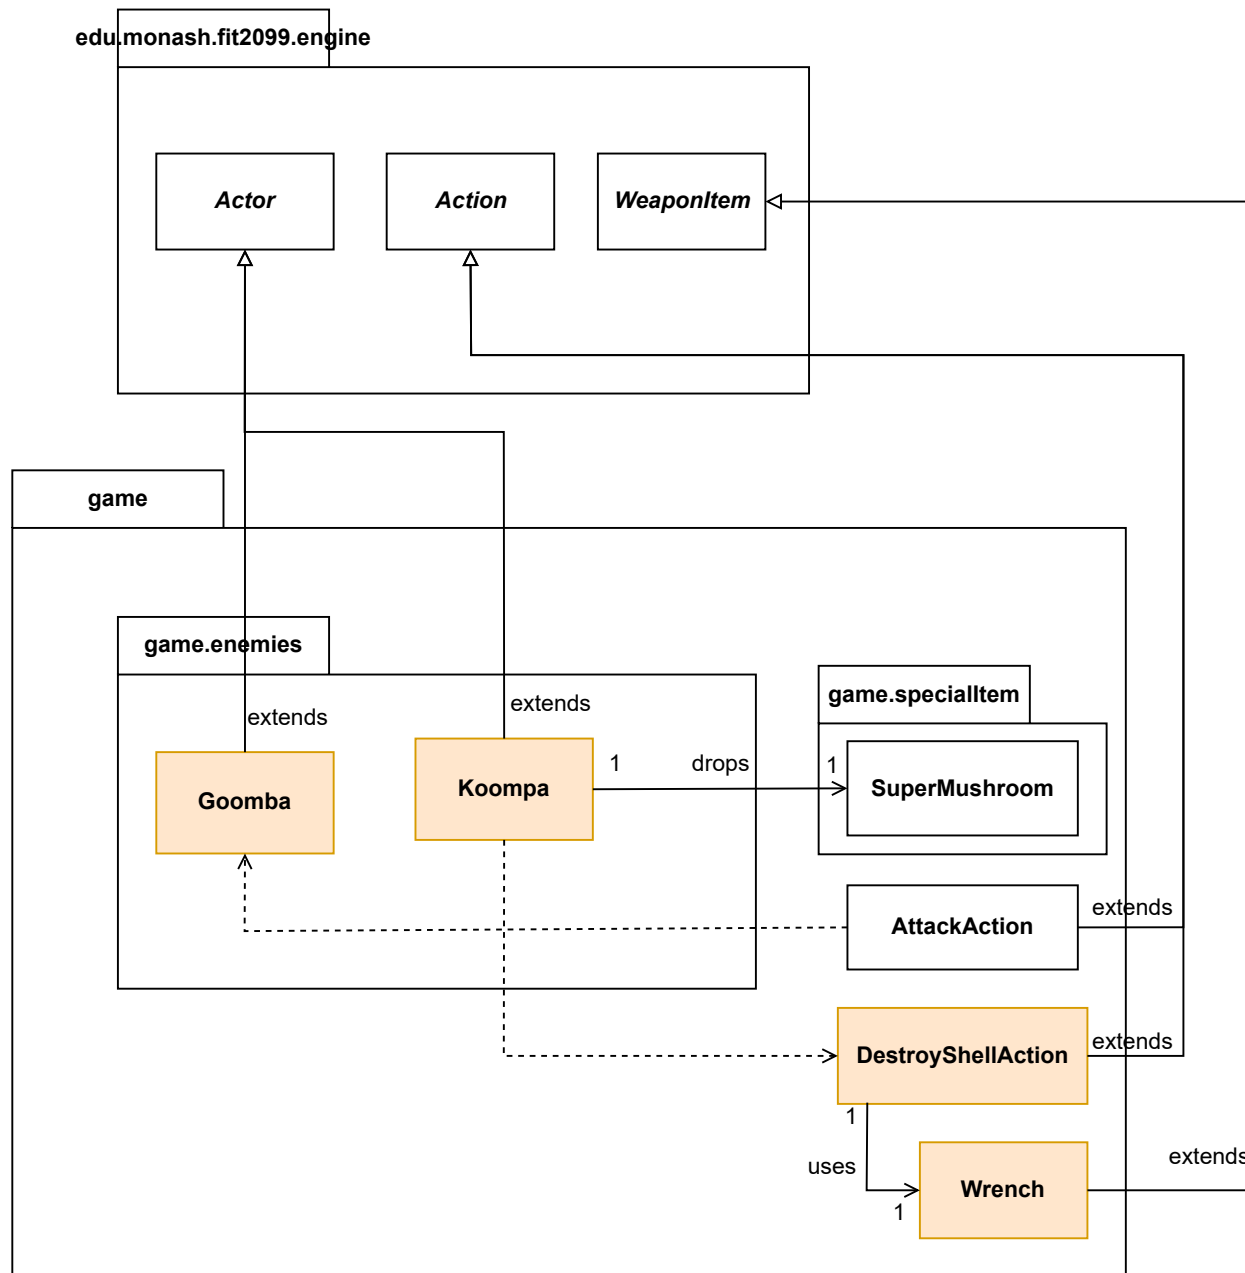 edu.monash.fit2099.engine
Actor
Action
WeaponItem
game
game.enemies
extends
extends
game.specialItem
Goomba
Koompa
1
drops
1
SuperMushroom
AttackAction
extends
DestroyShellAction
extends
1
uses
1
Wrench
extends